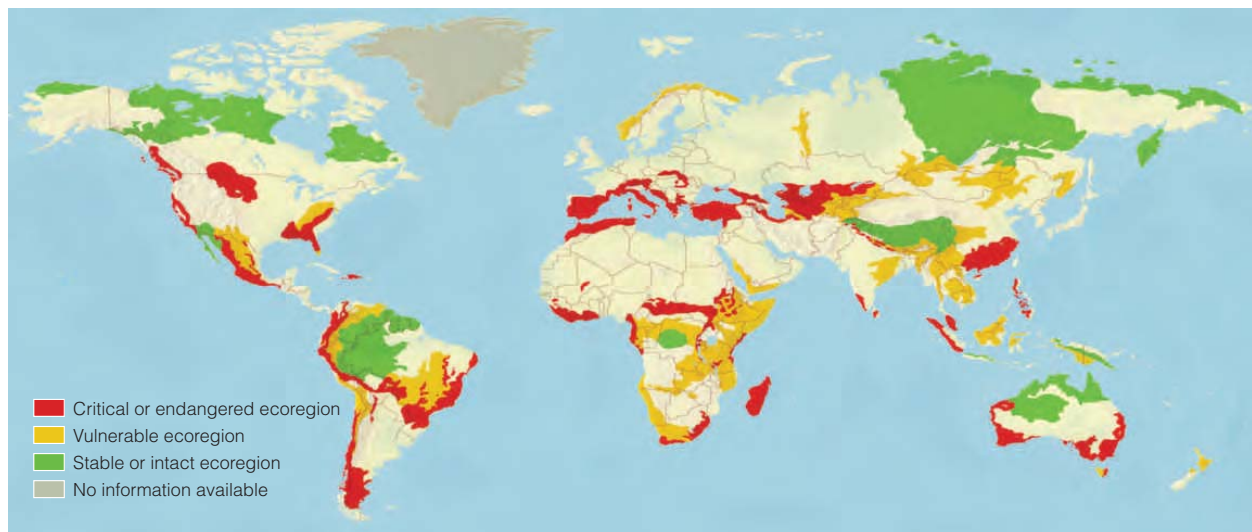 Critical or endangered ecoregion
Vulnerable ecoregion
Stable or intact ecoregion
No information available